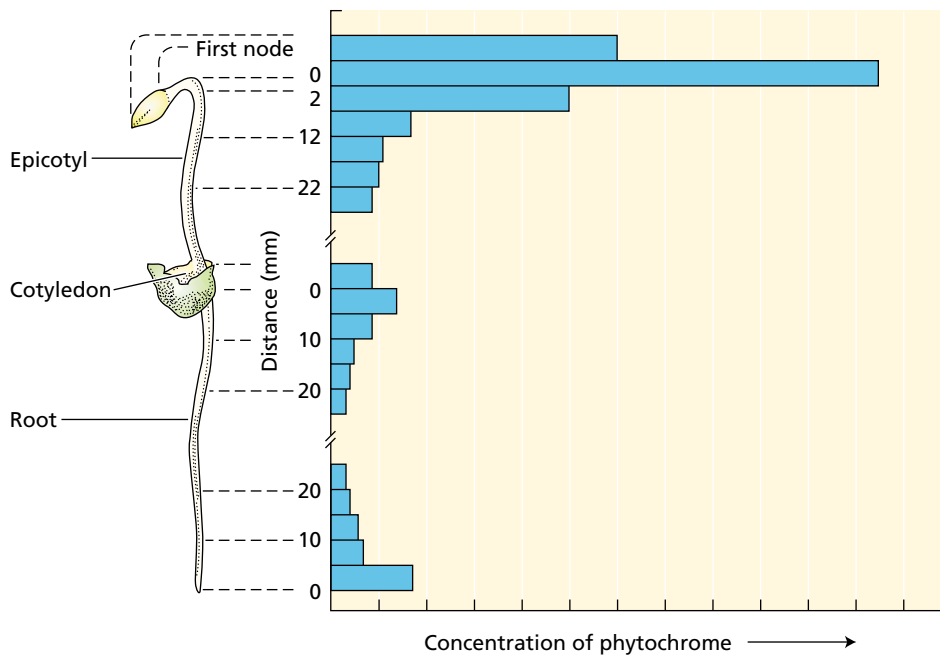 First node
0
2
12
Epicotyl
22
Distance (mm)
Cotyledon
0
10
20
Root
20
10
0
Concentration of phytochrome